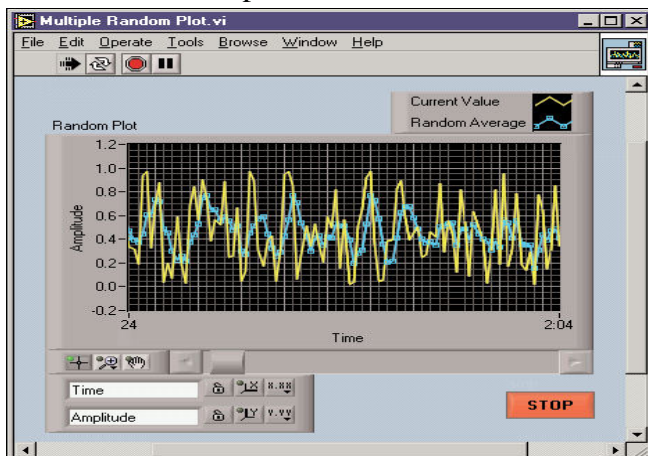 Multiple Random Plot.vi
File Edit Operate Tools Browse Window Help
Current Value
Random Average
Random Plot
1.2
1.0
0.8
0.6
0.4
0.2
0.0
-0.2
Amplitude
24
2:04
Time
Time
X.XX
Amplitude
Y.YY
STOP